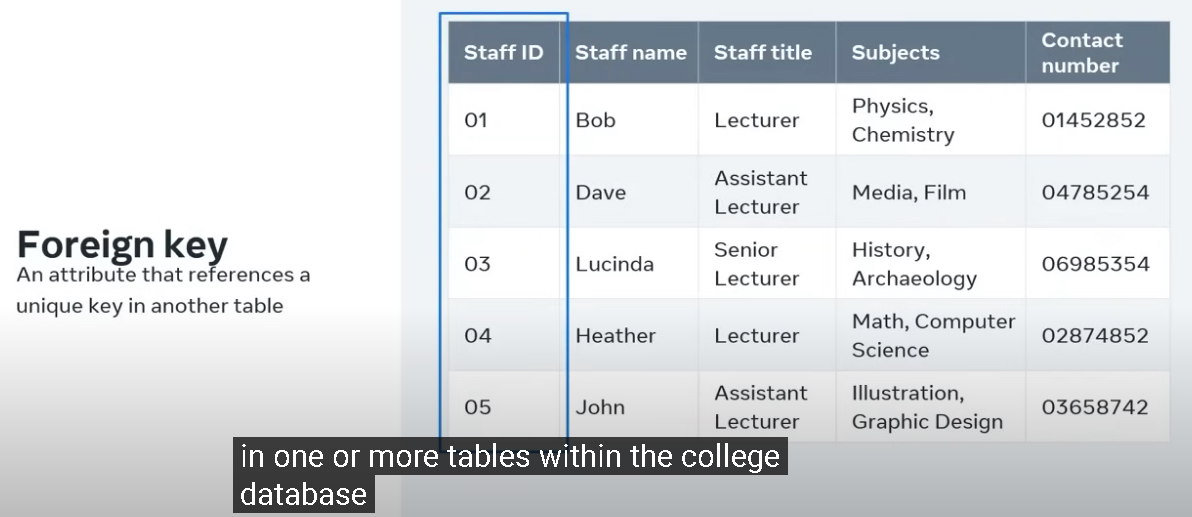 Foreign key
An attribute that references a
unique key in another table
Staff ID Staff name Staff title Subjects Contact number
01 Bob Lecturer Physics, Chemistry 01452852
02 Dave Assistant Lecturer Media, Film 04785254
03 Lucinda Senior Lecturer History, Archaeology 06985354
04 Heather Lecturer Math, Computer Science 02874852
05 John Assistant Lecturer Illustration, Graphic Design 03658742
in one or more tables within the college
database